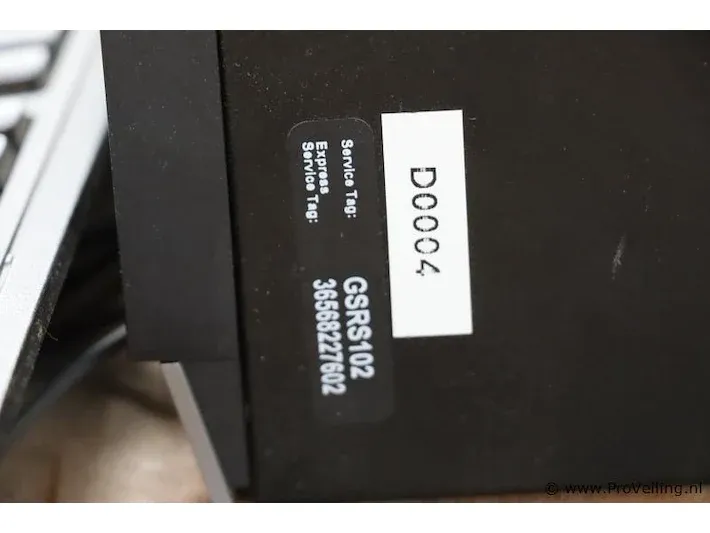 D0004
Service Tag: GSRS102
Express
Service Tag: 36568227602
© www.ProVeiling.nl